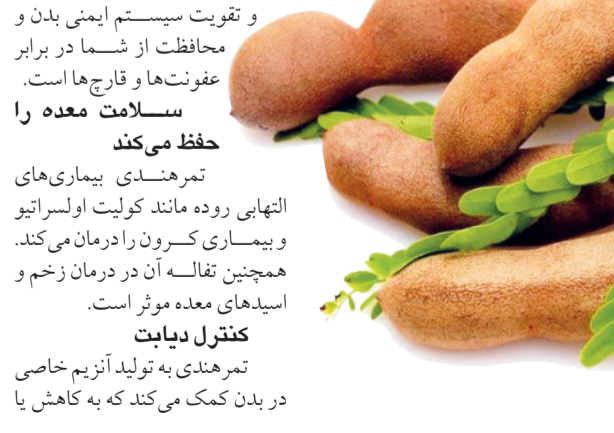 و تقویت سیستم ایمنی بدن و
محافظت از شما در برابر
عفونت‌ها و قارچ‌ها است.
سلامت معده را
حفظ می‌کند
تمرهندی بیماری‌های
التهابی روده مانند کولیت اولسراتیو
و بیماری کرون را درمان می‌کند.
همچنین تفاله آن در درمان زخم و
اسیدهای معده موثر است.
کنترل دیابت
تمرهندی به تولید آنزیم خاصی
در بدن کمک می‌کند که به کاهش یا